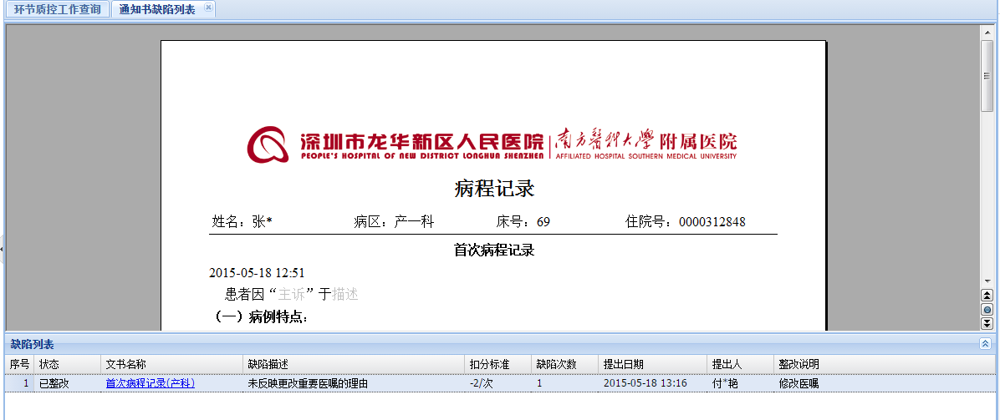 环节质控工作查询 通知书缺陷列表
深圳市龙华新区人民医院 南方医科大学附属医院
PEOPLE'S HOSPITAL OF NEW DISTRICT LONGHUA SHENZHEN AFFILIATED HOSPITAL SOUTHERN MEDICAL UNIVERSITY
病程记录
姓名：张* 病区：产一科 床号：69 住院号：0000312848
首次病程记录
2015-05-18 12:51
患者因“主诉”于描述
（一）病例特点：
缺陷列表
序号 状态 文书名称 缺陷描述 扣分标准 缺陷次数 提出日期 提出人 整改说明
1 已整改 首次病程记录(产科) 未反映更改重要医嘱的理由 -2/次 1 2015-05-18 13:16 付*艳 修改医嘱